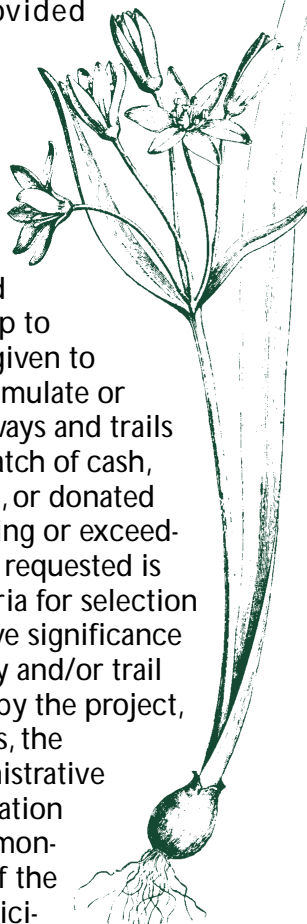 ovided
d
p to
given to
mulate or
ways and trails
atch of cash,
, or donated
ing or exceed-
requested is
ria for selection
ve significance
y and/or trail
by the project,
s, the
nistrative
ation
mon-
f the
ici-